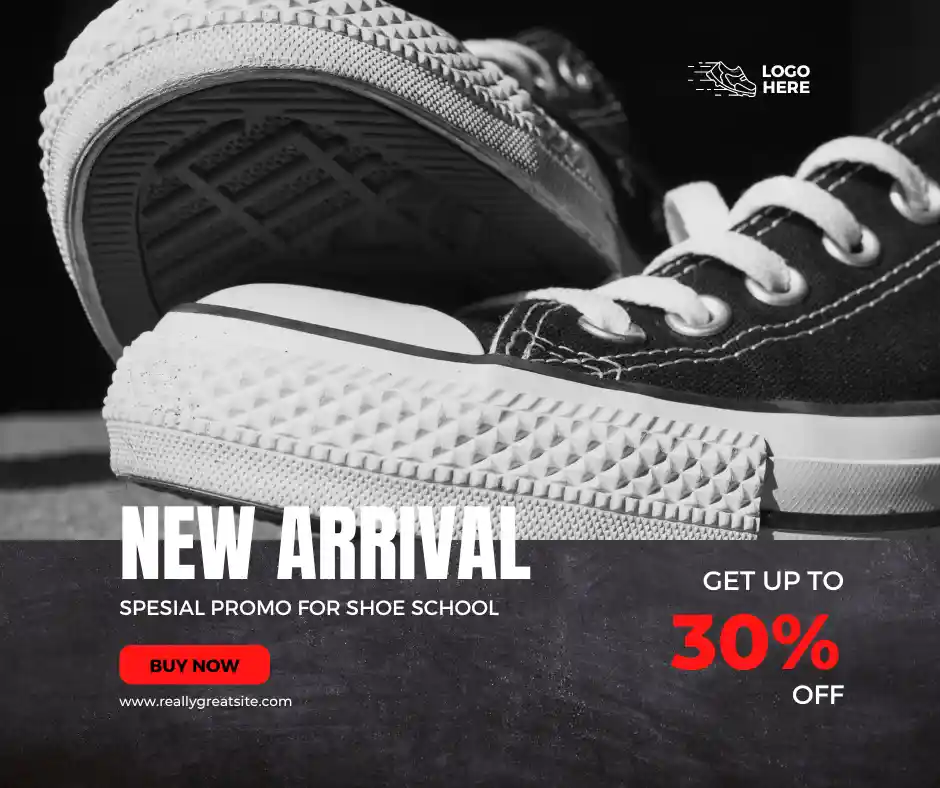 LOGO
HERE
NEW ARRIVAL
SPESIAL PROMO FOR SHOE SCHOOL
BUY NOW
www.reallygreatsite.com
GET UP TO
30%
OFF